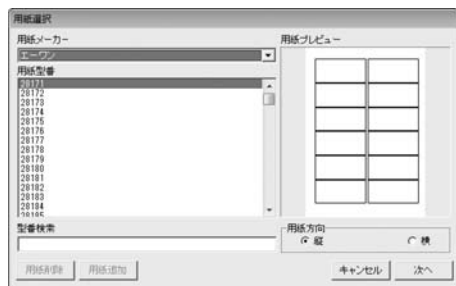 用紙選択
用紙メーカー
エーワン
用紙型番
28171
28172
28173
28174
28175
28176
28177
28178
28179
28180
28181
28182
28183
28184
28185
型番検索
用紙削除
用紙追加
用紙プレビュー
用紙方向
縦
横
キャンセル
次へ